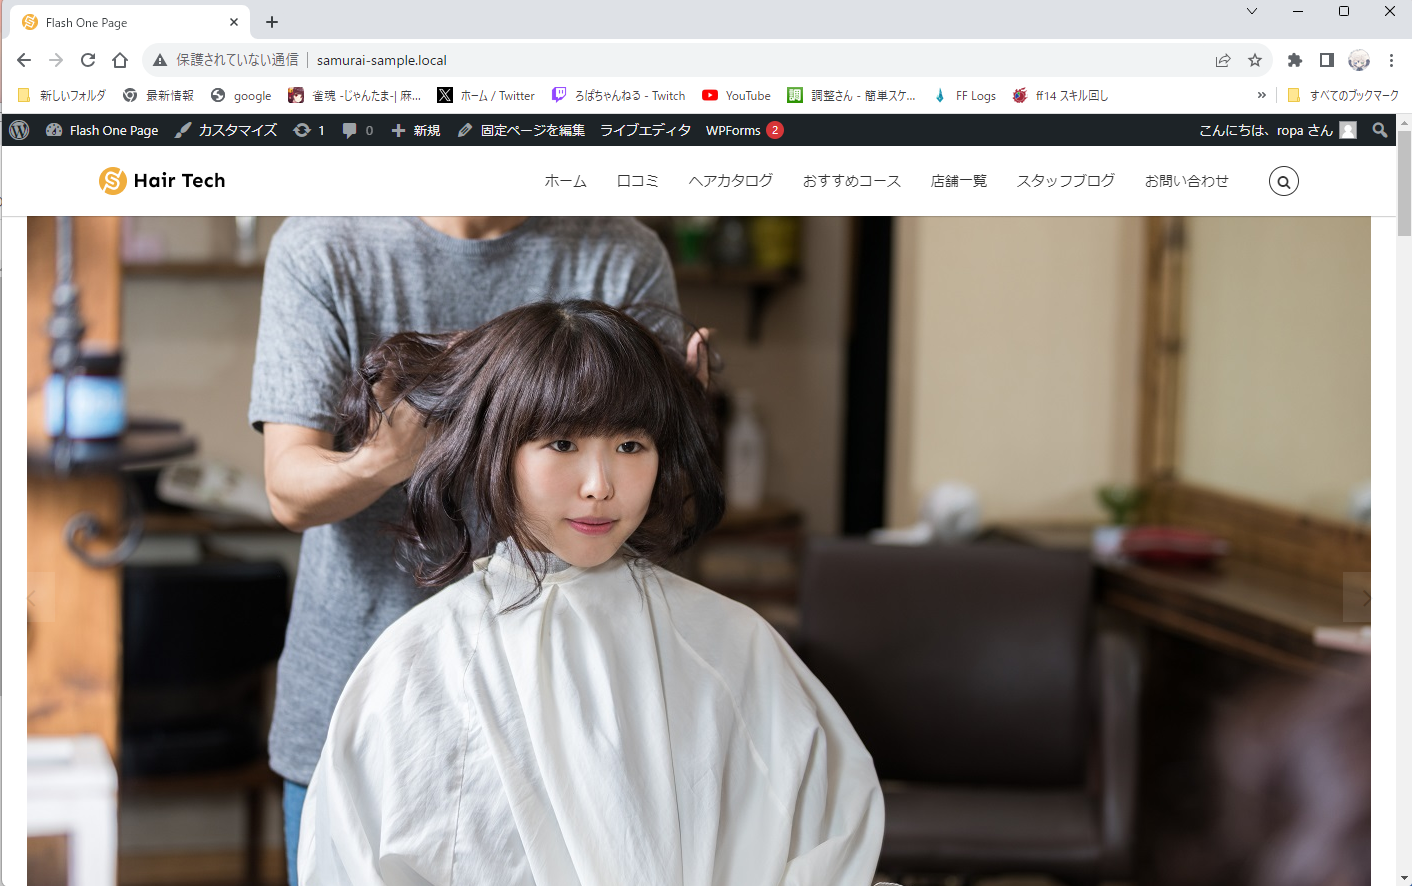 Flash One Page
保護されていない通信 samurai-sample.local
新しいフォルダ 最新情報 google 雀魂 -じゃんたま-| 麻... ホーム / Twitter ろぱちゃんねる - Twitch YouTube 調整さん - 簡単スケ... FF Logs ff14 スキル回し » すべてのブックマーク
Flash One Page カスタマイズ 1 0 新規 固定ページを編集 ライブエディタ WPForms 2 こんにちは、ropa さん
Hair Tech ホーム 口コミ ヘアカタログ おすすめコース 店舗一覧 スタッフブログ お問い合わせ